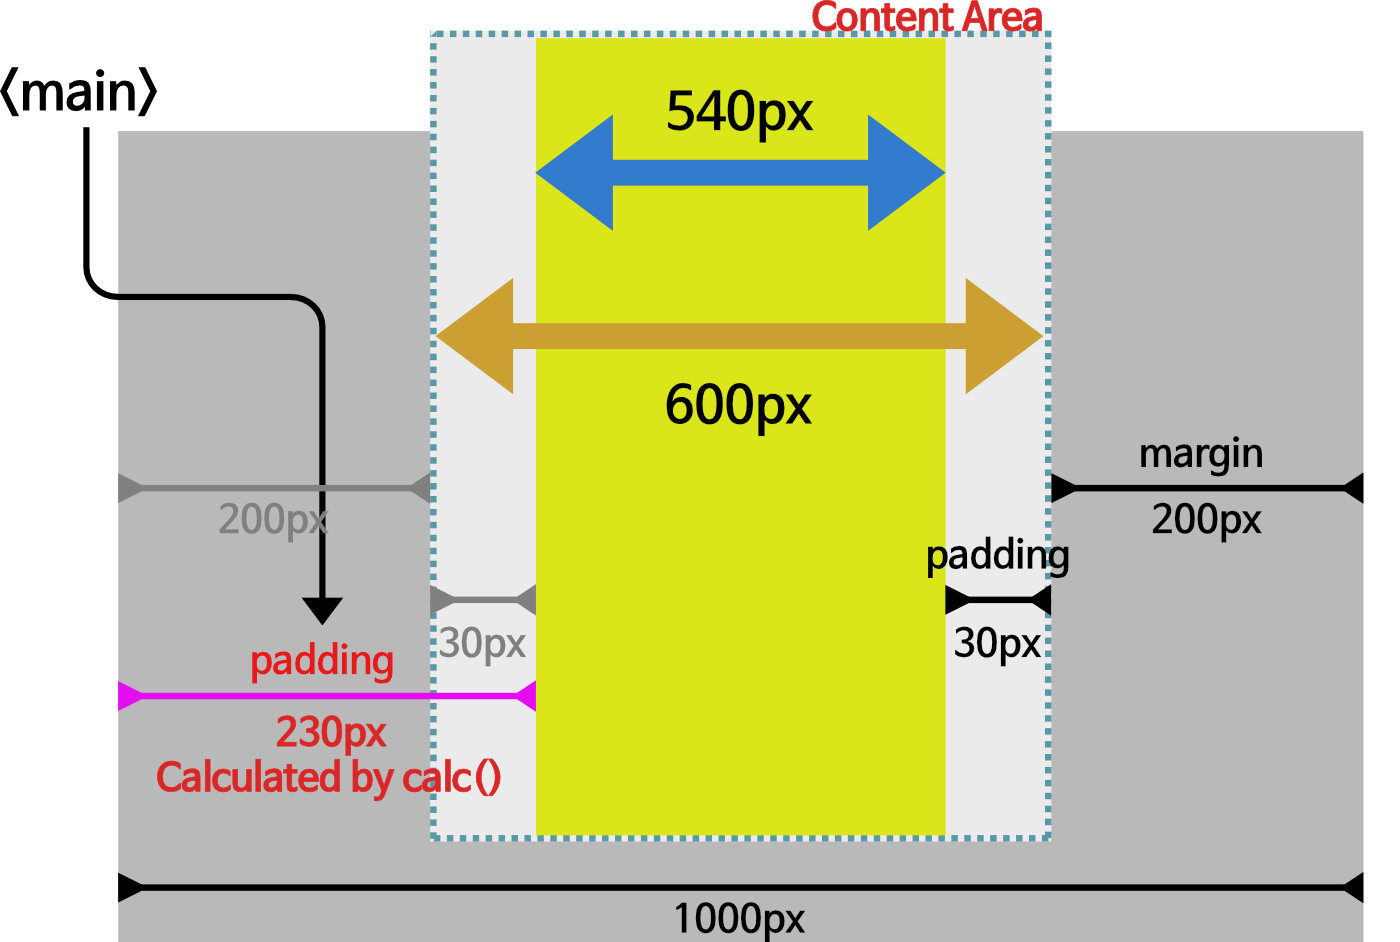 Content Area
⟨main⟩
540px
600px
margin
200px
200px
padding
30px
30px
padding
230px
Calculated by calc()
1000px